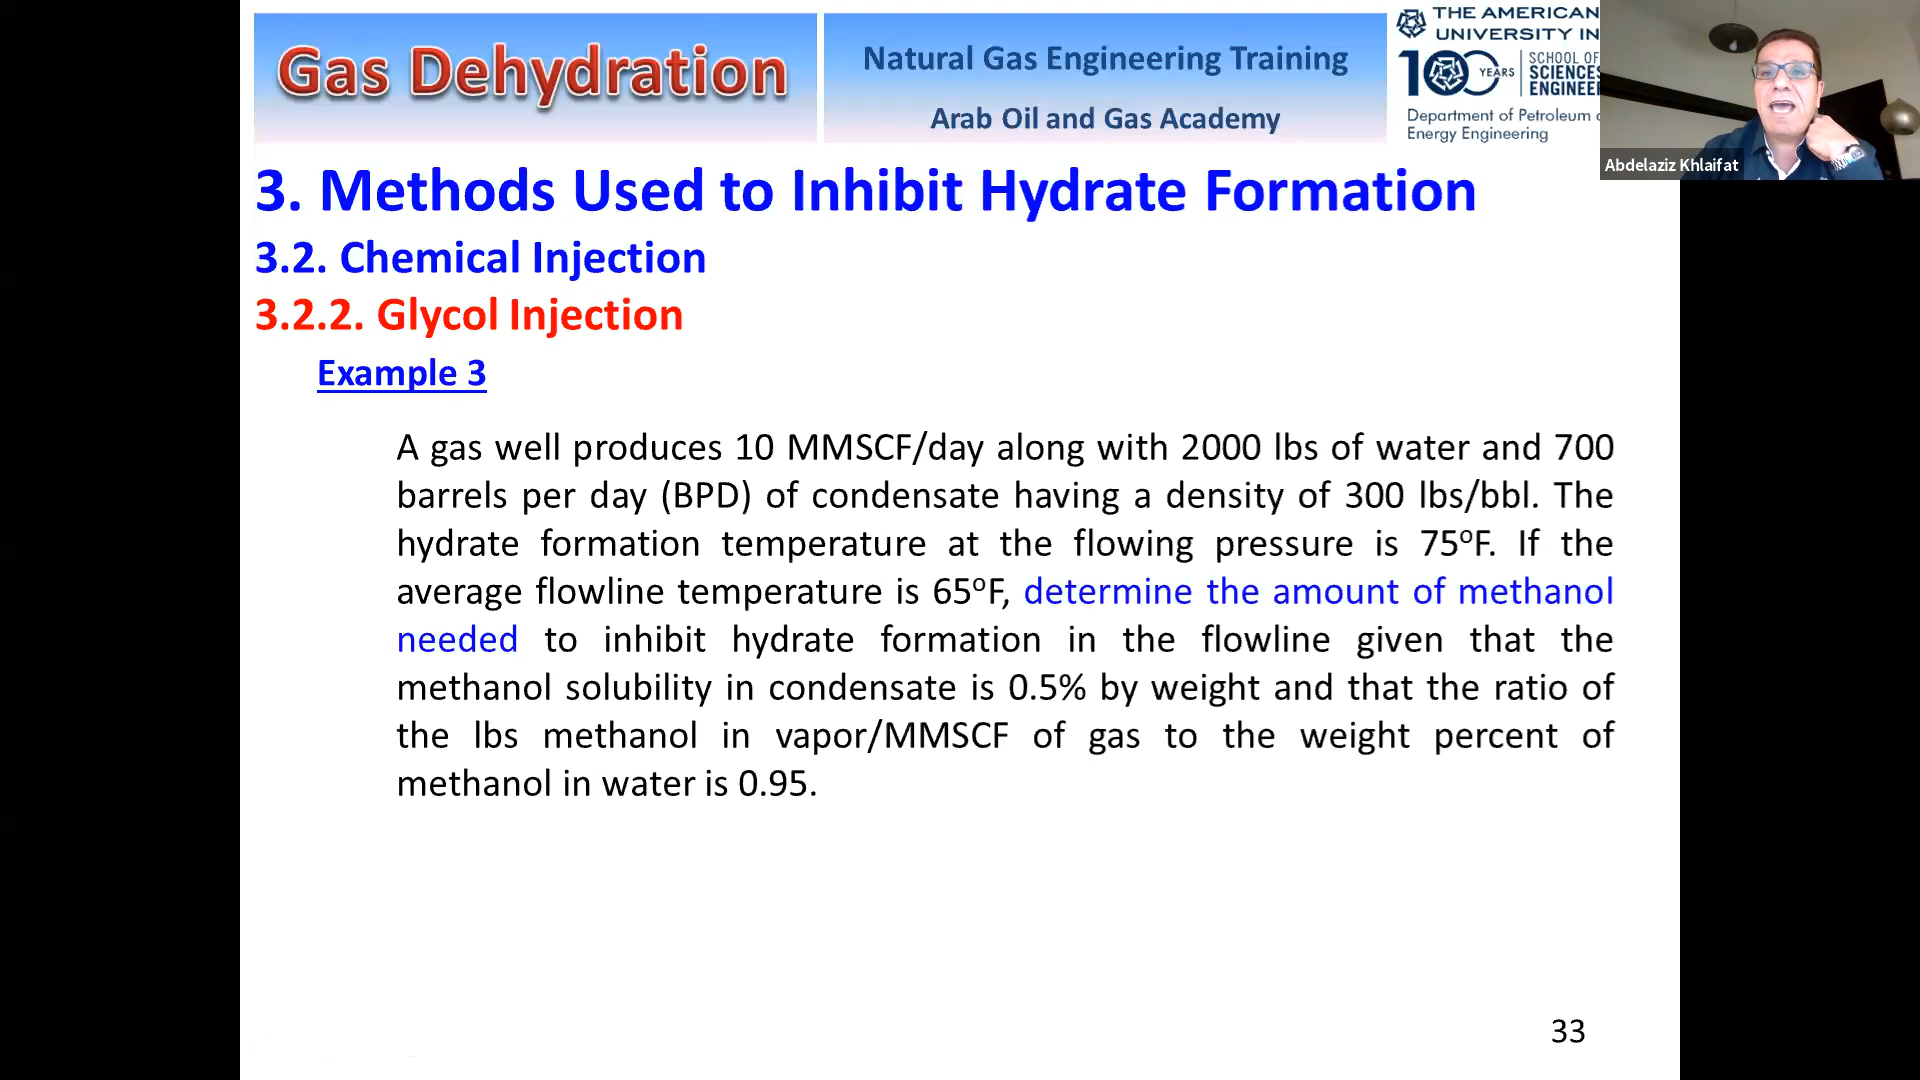 Gas Dehydration
Natural Gas Engineering Training
Arab Oil and Gas Academy
THE AMERICAN
UNIVERSITY IN
100 YEARS
SCHOOL OF
SCIENCES
ENGINEE
Department of Petroleum
Energy Engineering
Abdelaziz Khlaifat
3. Methods Used to Inhibit Hydrate Formation
3.2. Chemical Injection
3.2.2. Glycol Injection
Example 3
A gas well produces 10 MMSCF/day along with 2000 lbs of water and 700
barrels per day (BPD) of condensate having a density of 300 lbs/bbl. The
hydrate formation temperature at the flowing pressure is 75°F. If the
average flowline temperature is 65°F, determine the amount of methanol
needed to inhibit hydrate formation in the flowline given that the
methanol solubility in condensate is 0.5% by weight and that the ratio of
the lbs methanol in vapor/MMSCF of gas to the weight percent of
methanol in water is 0.95.
33